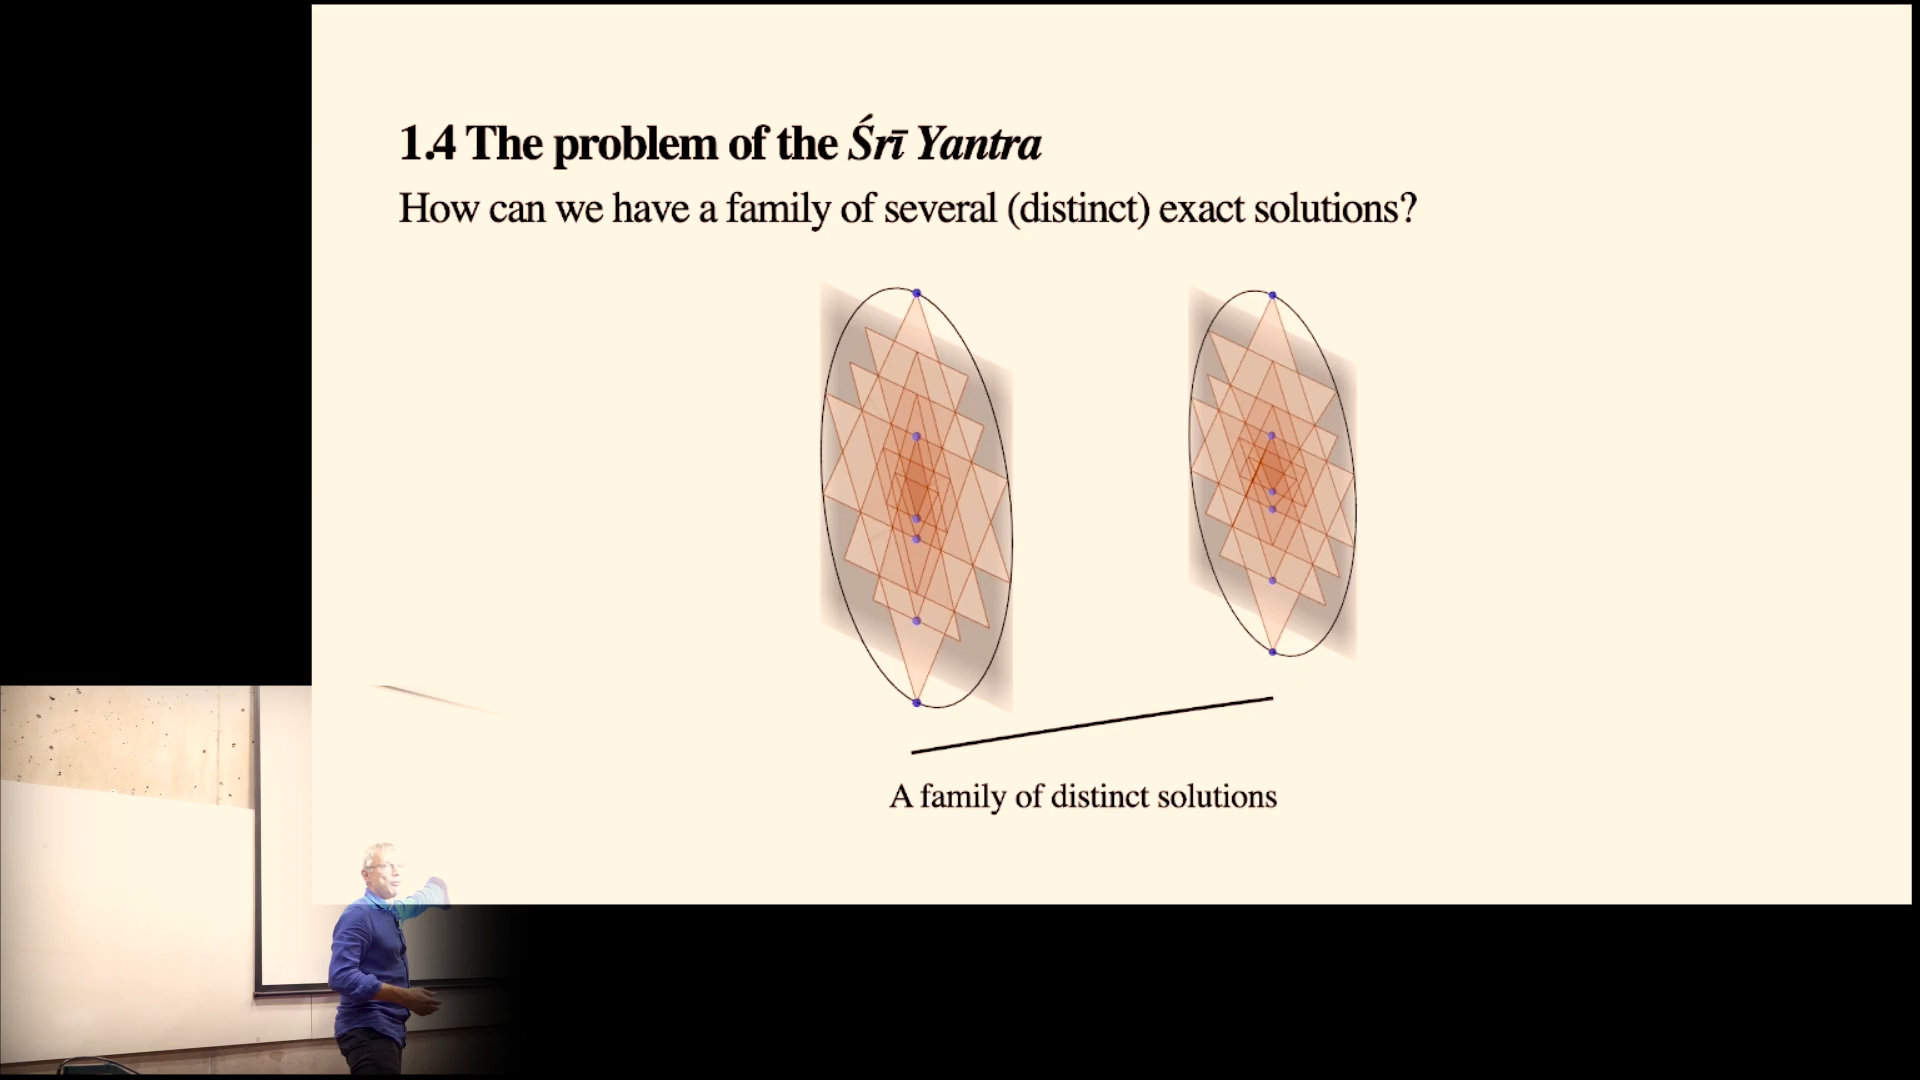 1.4 The problem of the Śrī Yantra
How can we have a family of several (distinct) exact solutions?
A family of distinct solutions